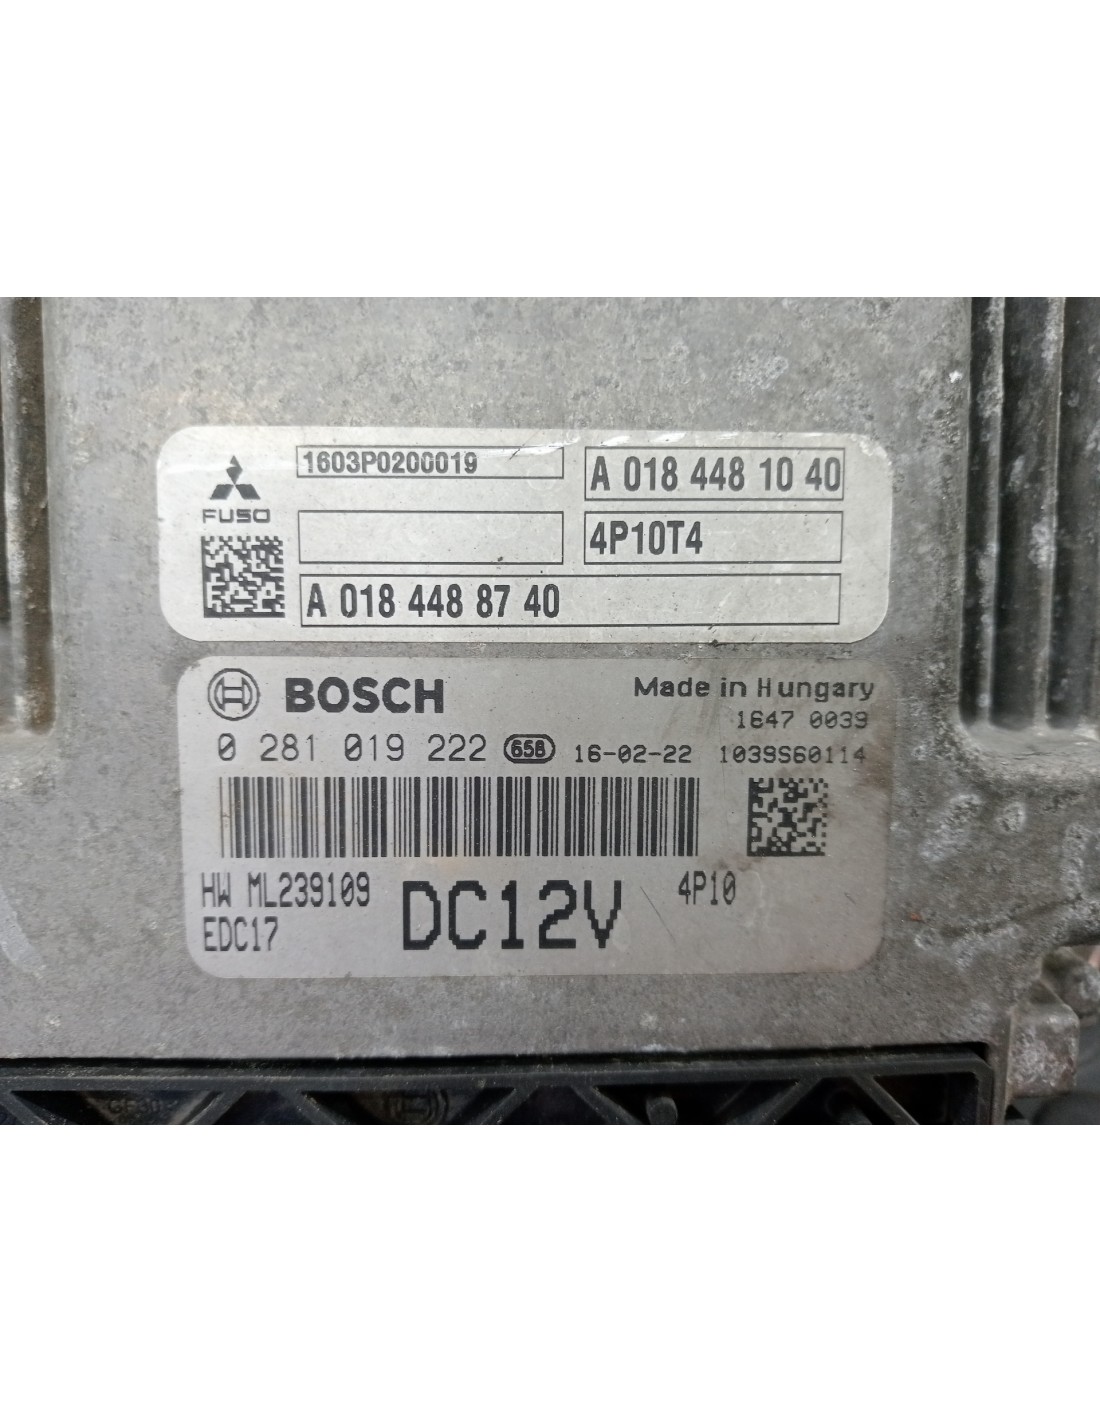 1603P0200019
A 018 448 10 40
FUSO
4P10T4
A 018 448 87 40
BOSCH
Made in Hungary
1647 0039
0 281 019 222 658 16-02-22 1039S60114
HW ML239109
DC12V
4P10
EDC17